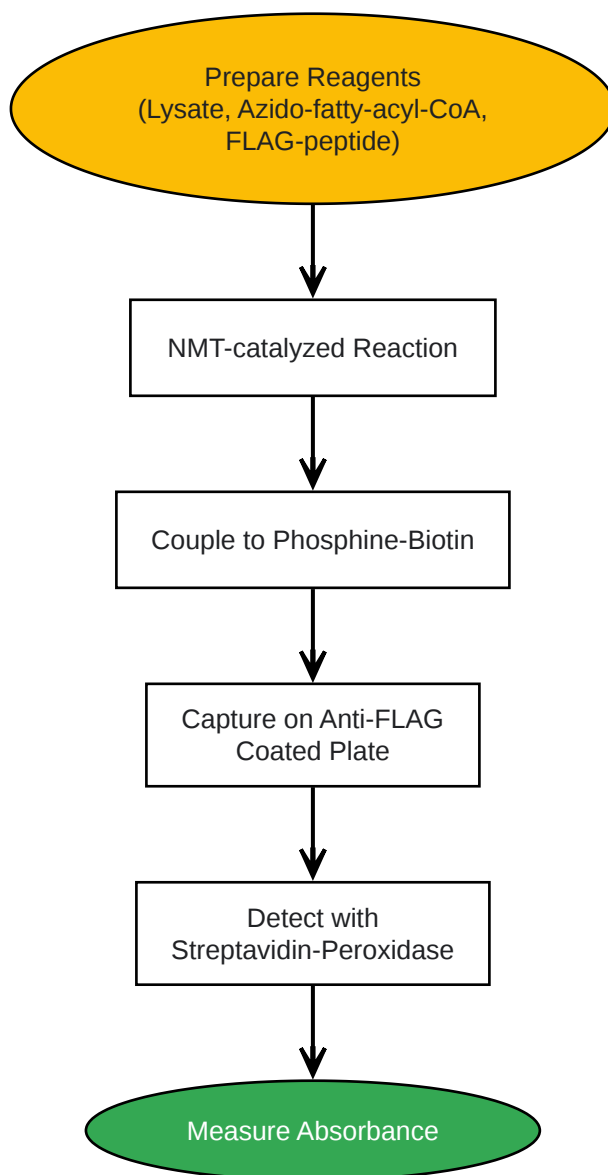 Prepare Reagents
(Lysate, Azido-fatty-acyl-CoA,
FLAG-peptide)
NMT-catalyzed Reaction
Couple to Phosphine-Biotin
Capture on Anti-FLAG
Coated Plate
Detect with
Streptavidin-Peroxidase
Measure Absorbance